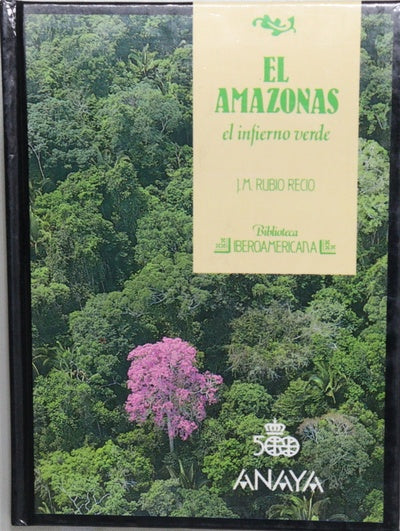 EL
AMAZONAS
el infierno verde
J.M. RUBIO RECIO
Biblioteca
IBEROAMERICANA
500
ANAYA